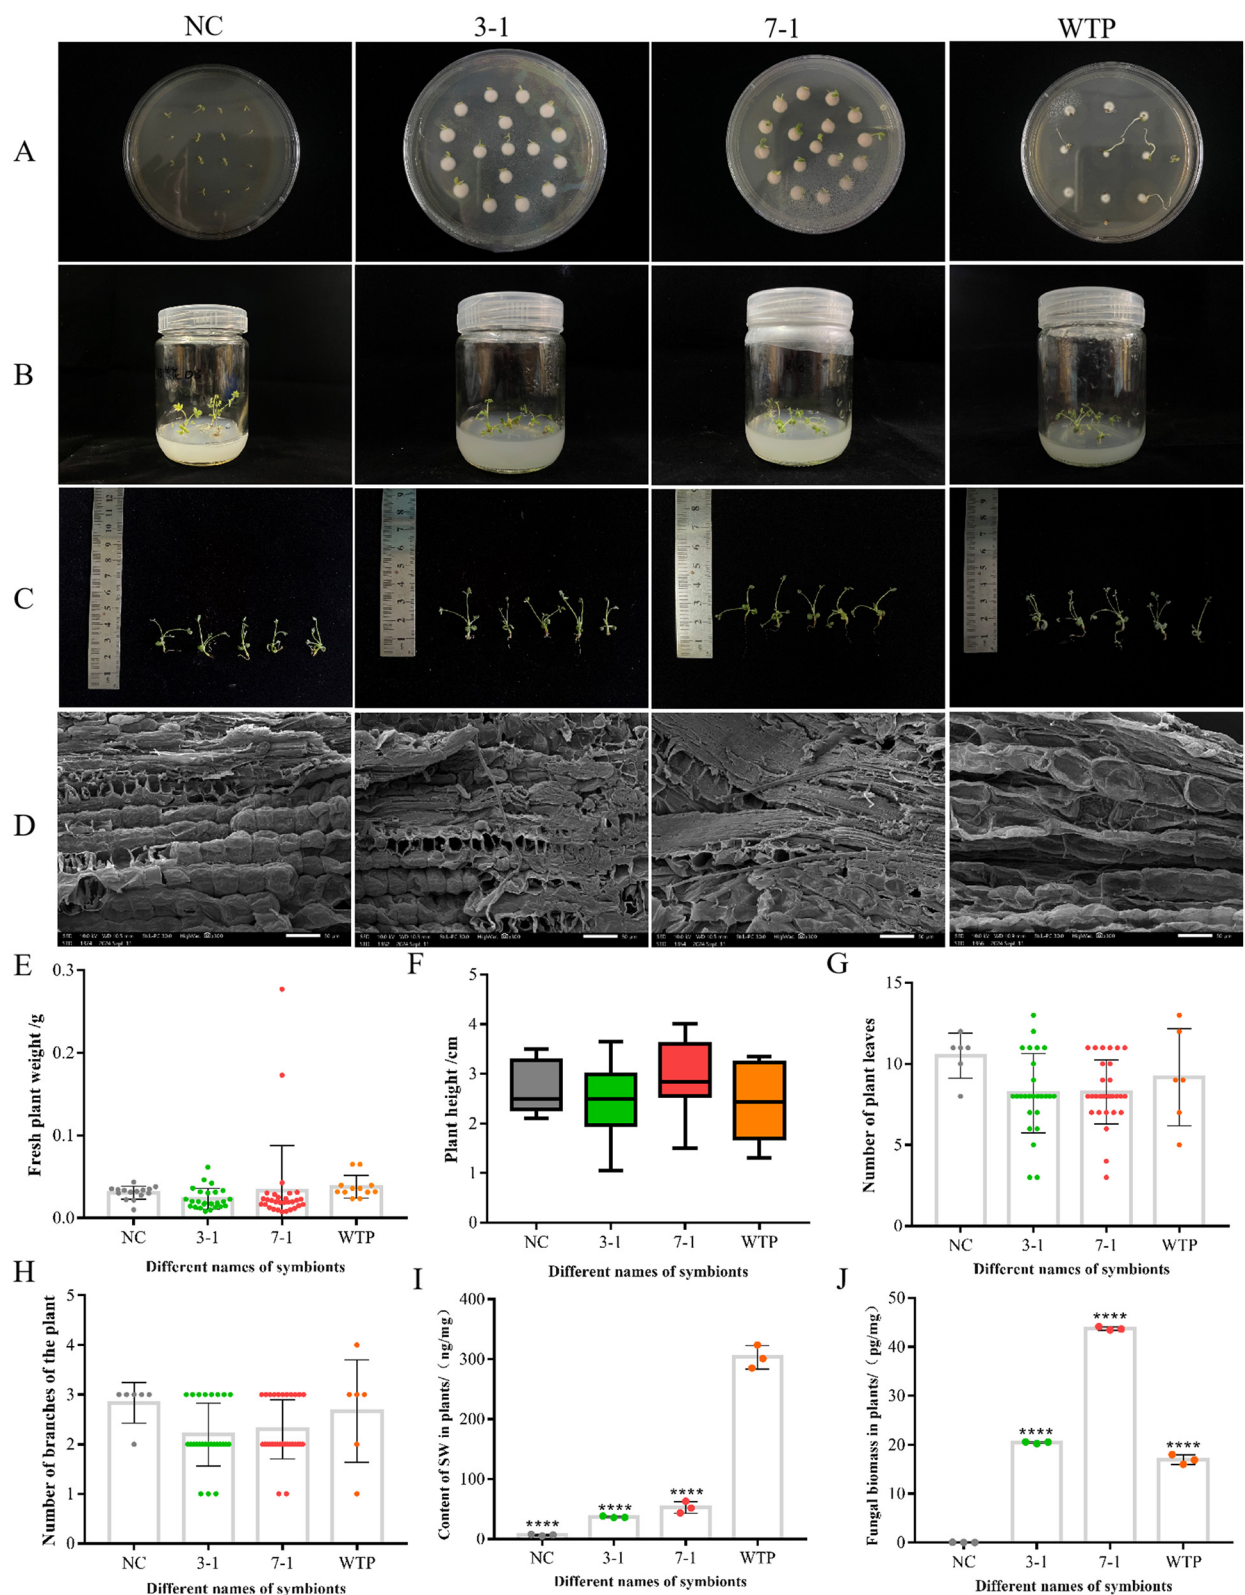 NC 3-1 7-1 WTP
A
B
C
D
E
Fresh plant weight /g
0.3
0.2
0.1
0.0
NC 3-1 7-1 WTP
Different names of symbionts
F
Plant height /cm
5
4
3
2
1
0
NC 3-1 7-1 WTP
Different names of symbionts
G
Number of plant leaves
15
10
5
0
NC 3-1 7-1 WTP
Different names of symbionts
H
Number of branches of the plant
5
4
3
2
1
0
NC 3-1 7-1 WTP
Different names of symbionts
I
Content of SW in plants/（ng/mg）
400
300
200
100
0
****
****
****
NC 3-1 7-1 WTP
Different names of symbionts
J
Fungal biomass in plants/（pg/mg）
50
40
30
20
10
0
****
****
****
NC 3-1 7-1 WTP
Different names of symbionts